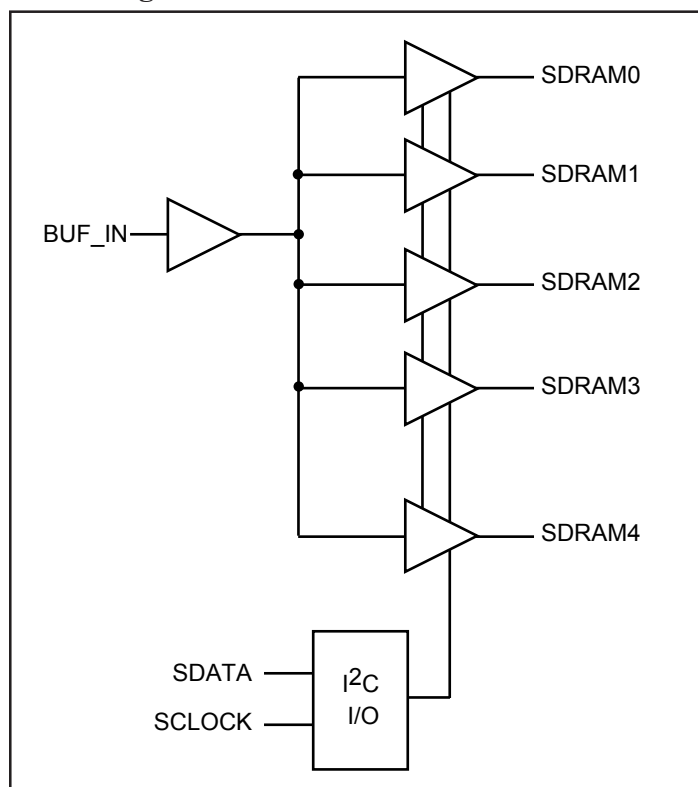 SDRAM0
SDRAM1
BUF_IN
SDRAM2
SDRAM3
SDRAM4
SDATA
SCLOCK
I²C
I/O